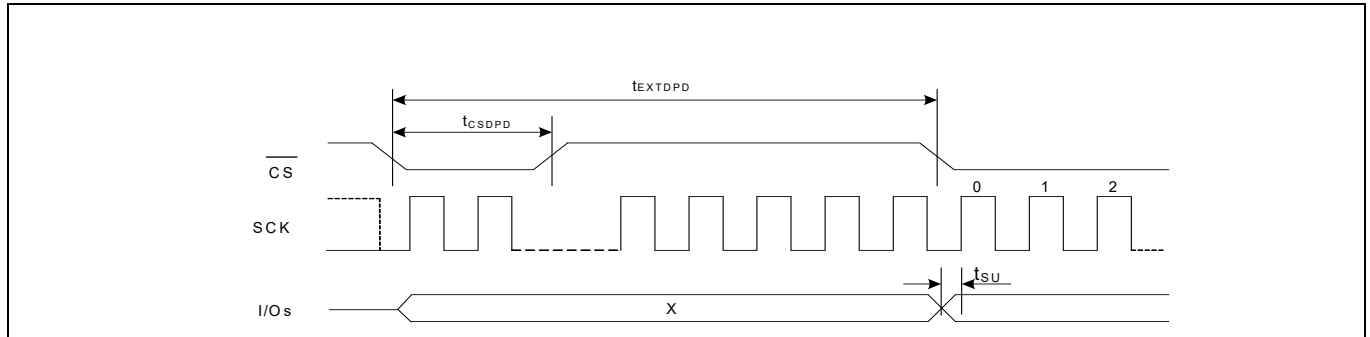 tEXTDPD
tCSDPD
CS
0 1 2
SCK
tSU
I/Os
X